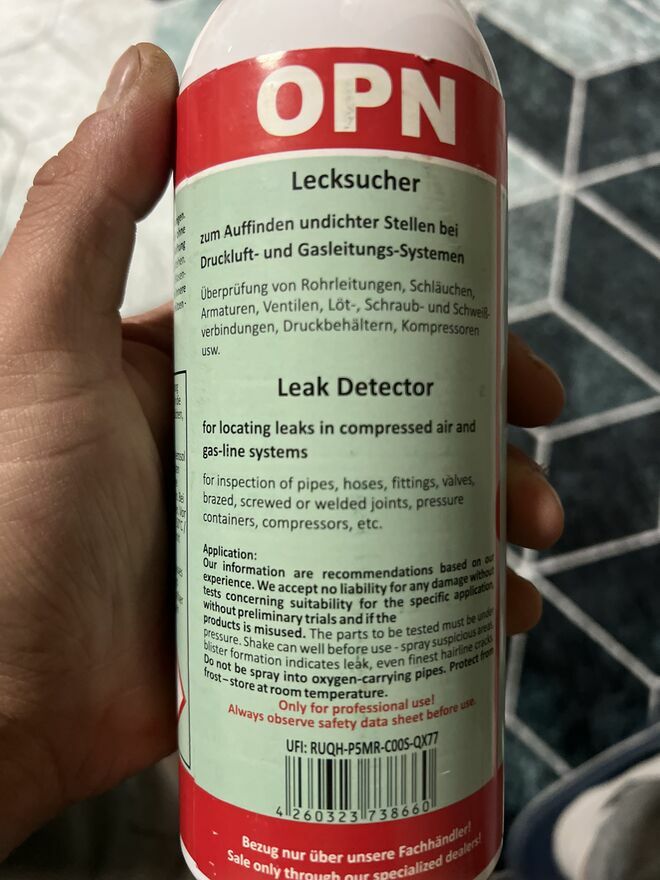 OPN
Lecksucher
zum Auffinden undichter Stellen bei
Druckluft- und Gasleitungs-Systemen
Überprüfung von Rohrleitungen, Schläuchen,
Armaturen, Ventilen, Löt-, Schraub- und Schweiß-
verbindungen, Druckbehältern, Kompressoren
usw.
Leak Detector
for locating leaks in compressed air and
gas-line systems
for inspection of pipes, hoses, fittings, valves,
brazed, screwed or welded joints, pressure
containers, compressors, etc.
Application:
Our information are recommendations based on our
experience. We accept no liability for any damage without
tests concerning suitability for the specific application,
without preliminary trials and if the
products is misused. The parts to be tested must be under
pressure. Shake can well before use - spray suspicious areas,
blister formation indicates leak, even finest hairline cracks.
Do not be spray into oxygen-carrying pipes. Protect from
frost – store at room temperature.
Only for professional use!
Always observe safety data sheet before use.
UFI: RUQH-P5MR-C00S-QX77
4 260323 738660
Bezug nur über unsere Fachhändler!
Sale only through our specialized dealers!